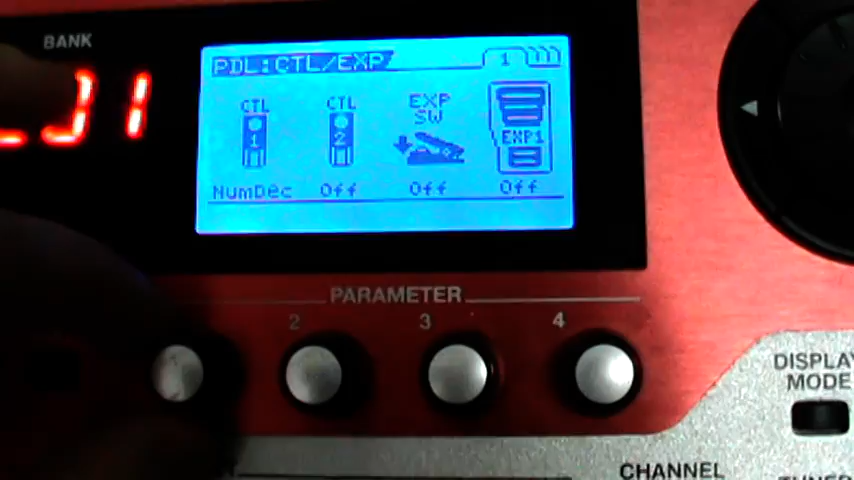 BANK
PDL:CTL/EXP 1
CTL CTL EXP
SW
1 2 EXP1
NumDec Off Off Off
PARAMETER
2 3 4
DISPLAY
MODE
CHANNEL